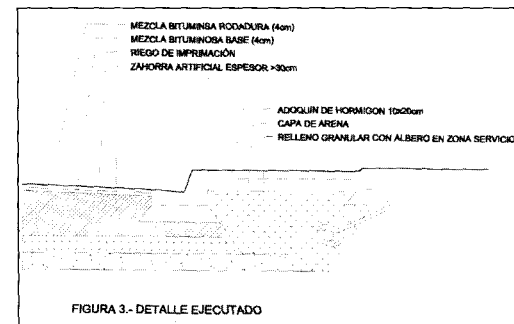 MEZCLA BITUMINSA RODADURA (4cm)
MEZCLA BITUMINOSA BASE (4cm)
RIEGO DE IMPRIMACIÓN
ZAHORRA ARTIFICIAL ESPESOR >30cm
ADOQUIN DE HORMIGON 10x20cm
CAPA DE ARENA
RELLENO GRANULAR CON ALBERO EN ZONA SERVICIO
FIGURA 3.- DETALLE EJECUTADO